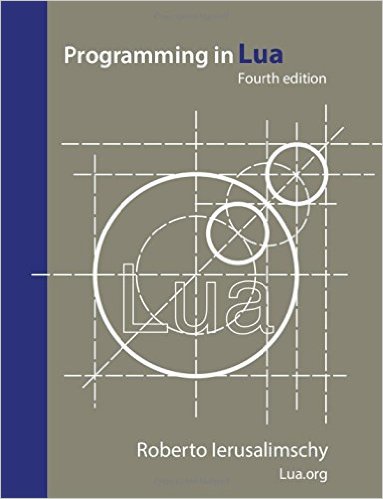 Programming in Lua
Fourth edition
Lua
Roberto Ierusalimschy
Lua.org